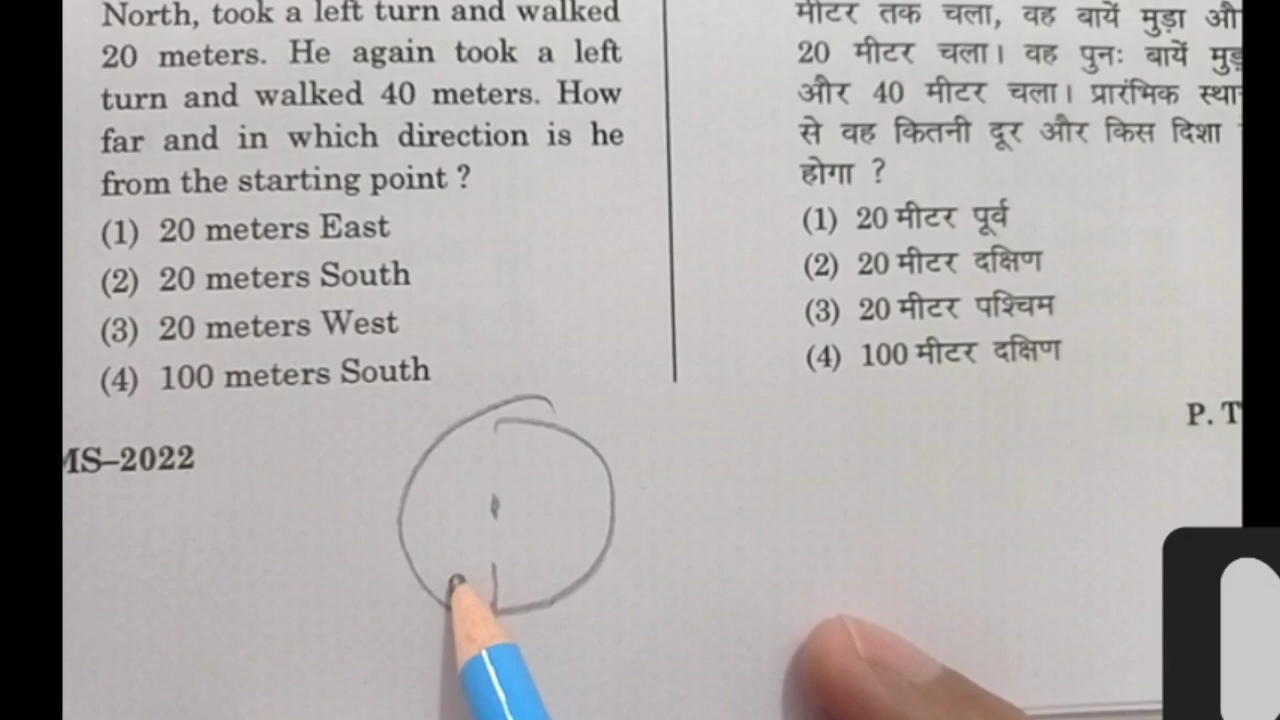 North, took a left turn and walked
20 meters. He again took a left
turn and walked 40 meters. How
far and in which direction is he
from the starting point ?
(1) 20 meters East
(2) 20 meters South
(3) 20 meters West
(4) 100 meters South
MS–2022
मीटर तक चला, वह बायें मुड़ा औ
20 मीटर चला। वह पुनः बायें मुड़
और 40 मीटर चला। प्रारंभिक स्था
से वह कितनी दूर और किस दिशा
होगा ?
(1) 20 मीटर पूर्व
(2) 20 मीटर दक्षिण
(3) 20 मीटर पश्चिम
(4) 100 मीटर दक्षिण
P. T